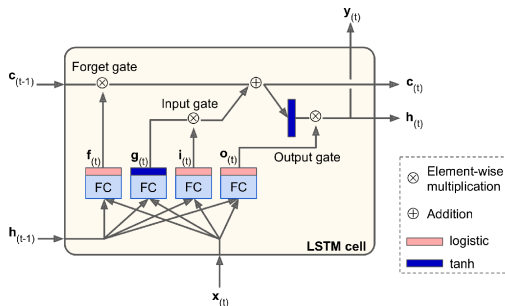 y(t)
Forget gate
c(t-1)
c(t)
Input gate
h(t)
f(t)
g(t)
i(t)
o(t)
Output gate
FC
FC
FC
FC
h(t-1)
LSTM cell
x(t)
Element-wise
multiplication
Addition
logistic
tanh